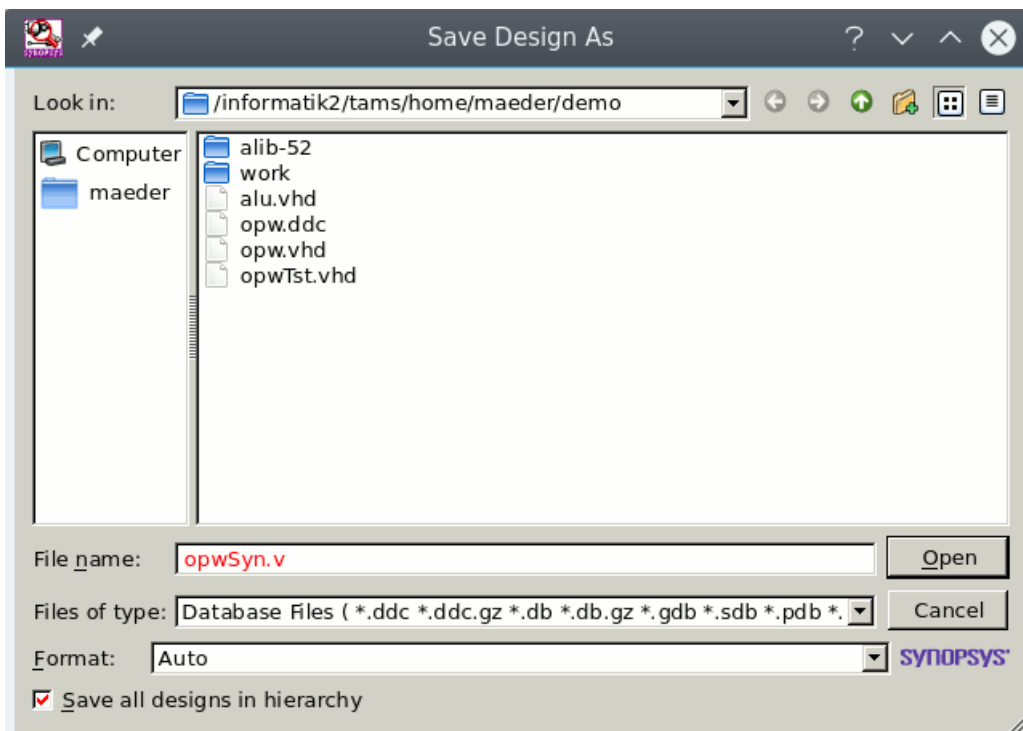 SYNOPSYS
Save Design As
Look in:
/informatik2/tams/home/maeder/demo
Computer
maeder
alib-52
work
alu.vhd
opw.ddc
opw.vhd
opwTst.vhd
File name:
opwSyn.v
Open
Files of type:
Database Files ( *.ddc *.ddc.gz *.db *.db.gz *.gdb *.sdb *.pdb *.
Cancel
Format:
Auto
SYNOPSYS®
Save all designs in hierarchy